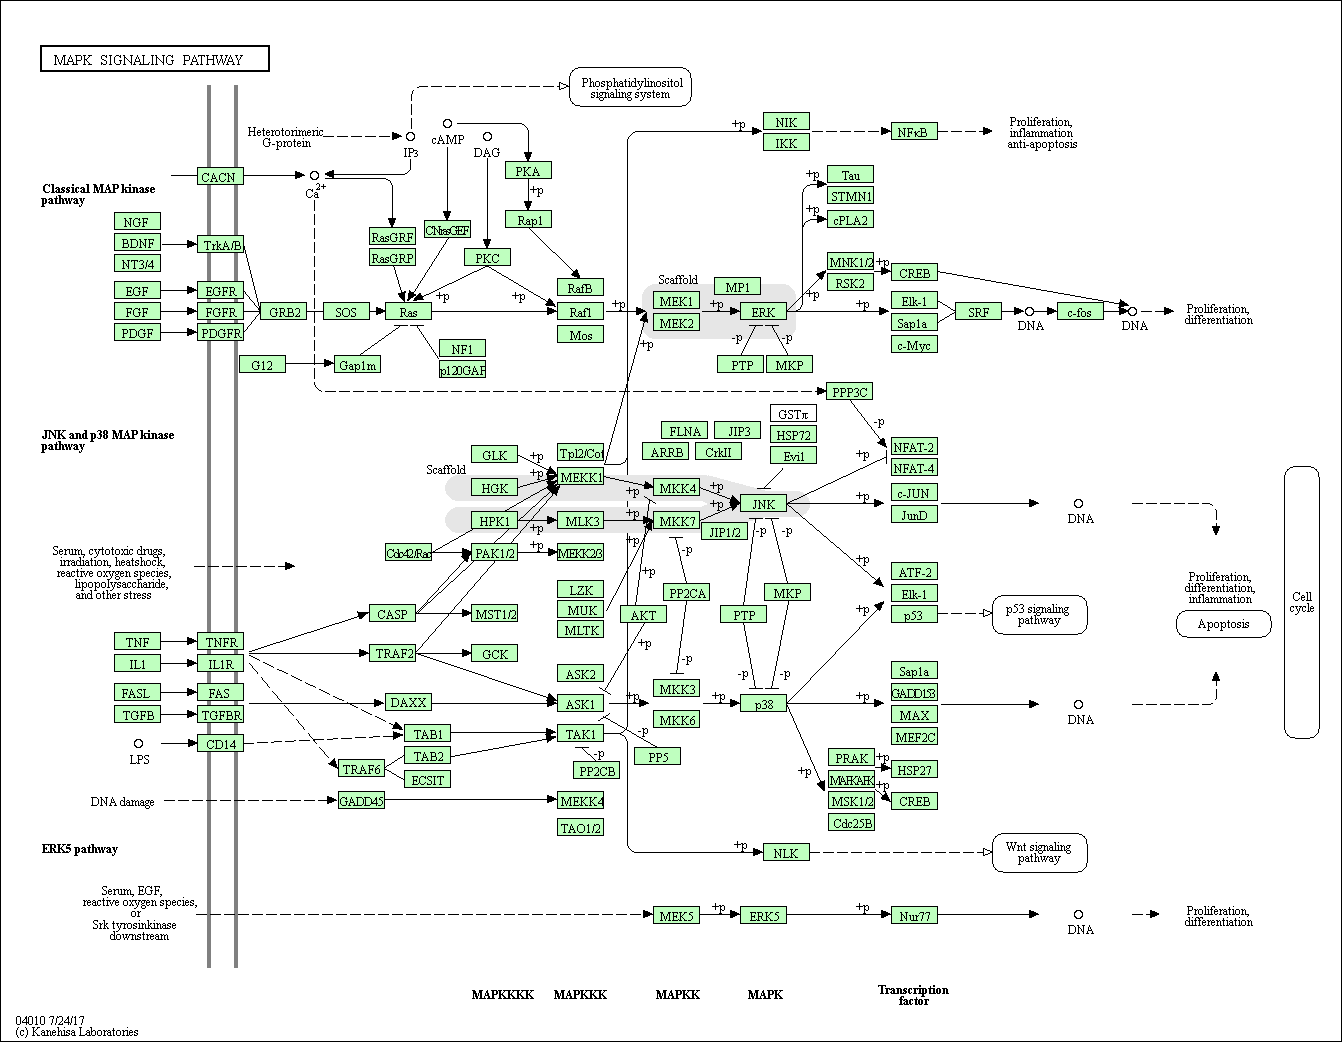 MAPK SIGNALING PATHWAY
Phosphatidylinositol
signaling system
Heterotorimeric
G-protein
IP3
cAMP
DAG
+p
NIK
IKK
NFκB
Proliferation,
inflammation
anti-apoptosis
CACN
Ca2+
PKA
+p
Rap1
Classical MAP kinase
pathway
NGF
BDNF
NT3/4
EGF
FGF
PDGF
TrkA/B
EGFR
FGFR
PDGFR
GRB2
SOS
G12
Gap1m
RasGRF
RasGRP
CNrasGEF
PKC
Ras
+p
+p
NF1
p120GAP
RafB
Raf1
Mos
+p
+p
Scaffold
MEK1
MEK2
+p
MP1
ERK
-p
-p
PTP
MKP
+p
+p
+p
+p
Tau
STMN1
cPLA2
MNK1/2
RSK2
+p
CREB
Elk-1
Sap1a
c-Myc
SRF
DNA
c-fos
DNA
Proliferation,
differentiation
PPP3C
-p
JNK and p38 MAP kinase
pathway
Scaffold
GLK
HGK
HPK1
+p
+p
+p
+p
Tpl2/Cot
MEKK1
MLK3
MEKK2/3
Cdc42/Rac
PAK1/2
LZK
MUK
MLTK
FLNA
JIP3
ARRB
CrkII
GSTπ
HSP72
Evi1
MKK4
MKK7
+p
+p
+p
+p
+p
+p
JNK
JIP1/2
-p
-p
-p
NFAT-2
NFAT-4
c-JUN
JunD
+p
+p
+p
+p
DNA
Serum, cytotoxic drugs,
irradiation, heatshock,
reactive oxygen species,
lipopolysaccharide,
and other stress
CASP
MST1/2
TRAF2
GCK
AKT
+p
+p
PP2CA
-p
PTP
MKP
-p
-p
ATF-2
Elk-1
p53
p53 signaling
pathway
Proliferation,
differentiation,
inflammation
Apoptosis
Cell
cycle
TNF
IL1
FASL
TGFB
LPS
TNFR
IL1R
FAS
TGFBR
CD14
DAXX
TAB1
TAB2
ECSIT
TRAF6
ASK2
ASK1
+p
TAK1
-p
-p
PP2CB
PP5
MKK3
MKK6
+p
p38
+p
+p
Sap1a
GADD153
MAX
MEF2C
DNA
PRAK
MAPKAPK
MSK1/2
Cdc25B
+p
+p
HSP27
CREB
DNA damage
GADD45
MEKK4
TAO1/2
+p
NLK
Wnt signaling
pathway
ERK5 pathway
Serum, EGF,
reactive oxygen species,
or
Srk tyrosinkinase
downstream
MEK5
+p
ERK5
+p
Nur77
DNA
Proliferation,
differentiation
MAPKKKK
MAPKKK
MAPKK
MAPK
Transcription
factor
04010 7/24/17
(c) Kanehisa Laboratories